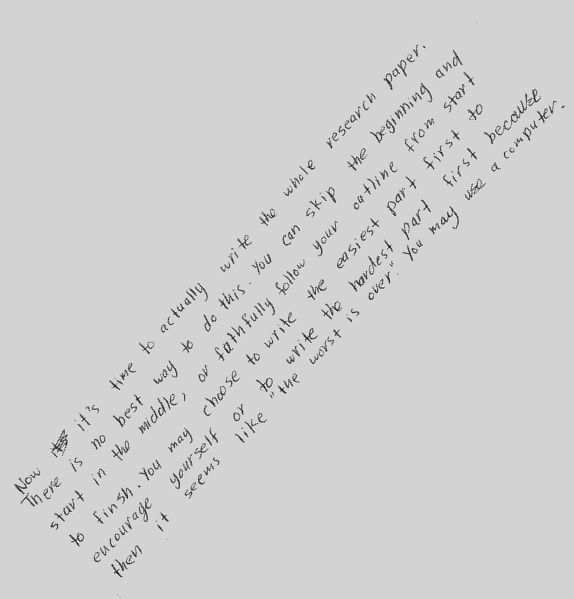 Now it's time to actually write the whole research paper.
There is no best way to do this. You can skip the beginning and
start in the middle, or faithfully follow your outline from start
to finsh. You may choose to write the easiest part first to
encourage yourself or to write the hardest part first because
then it seems like "the worst is over." You may use a computer.